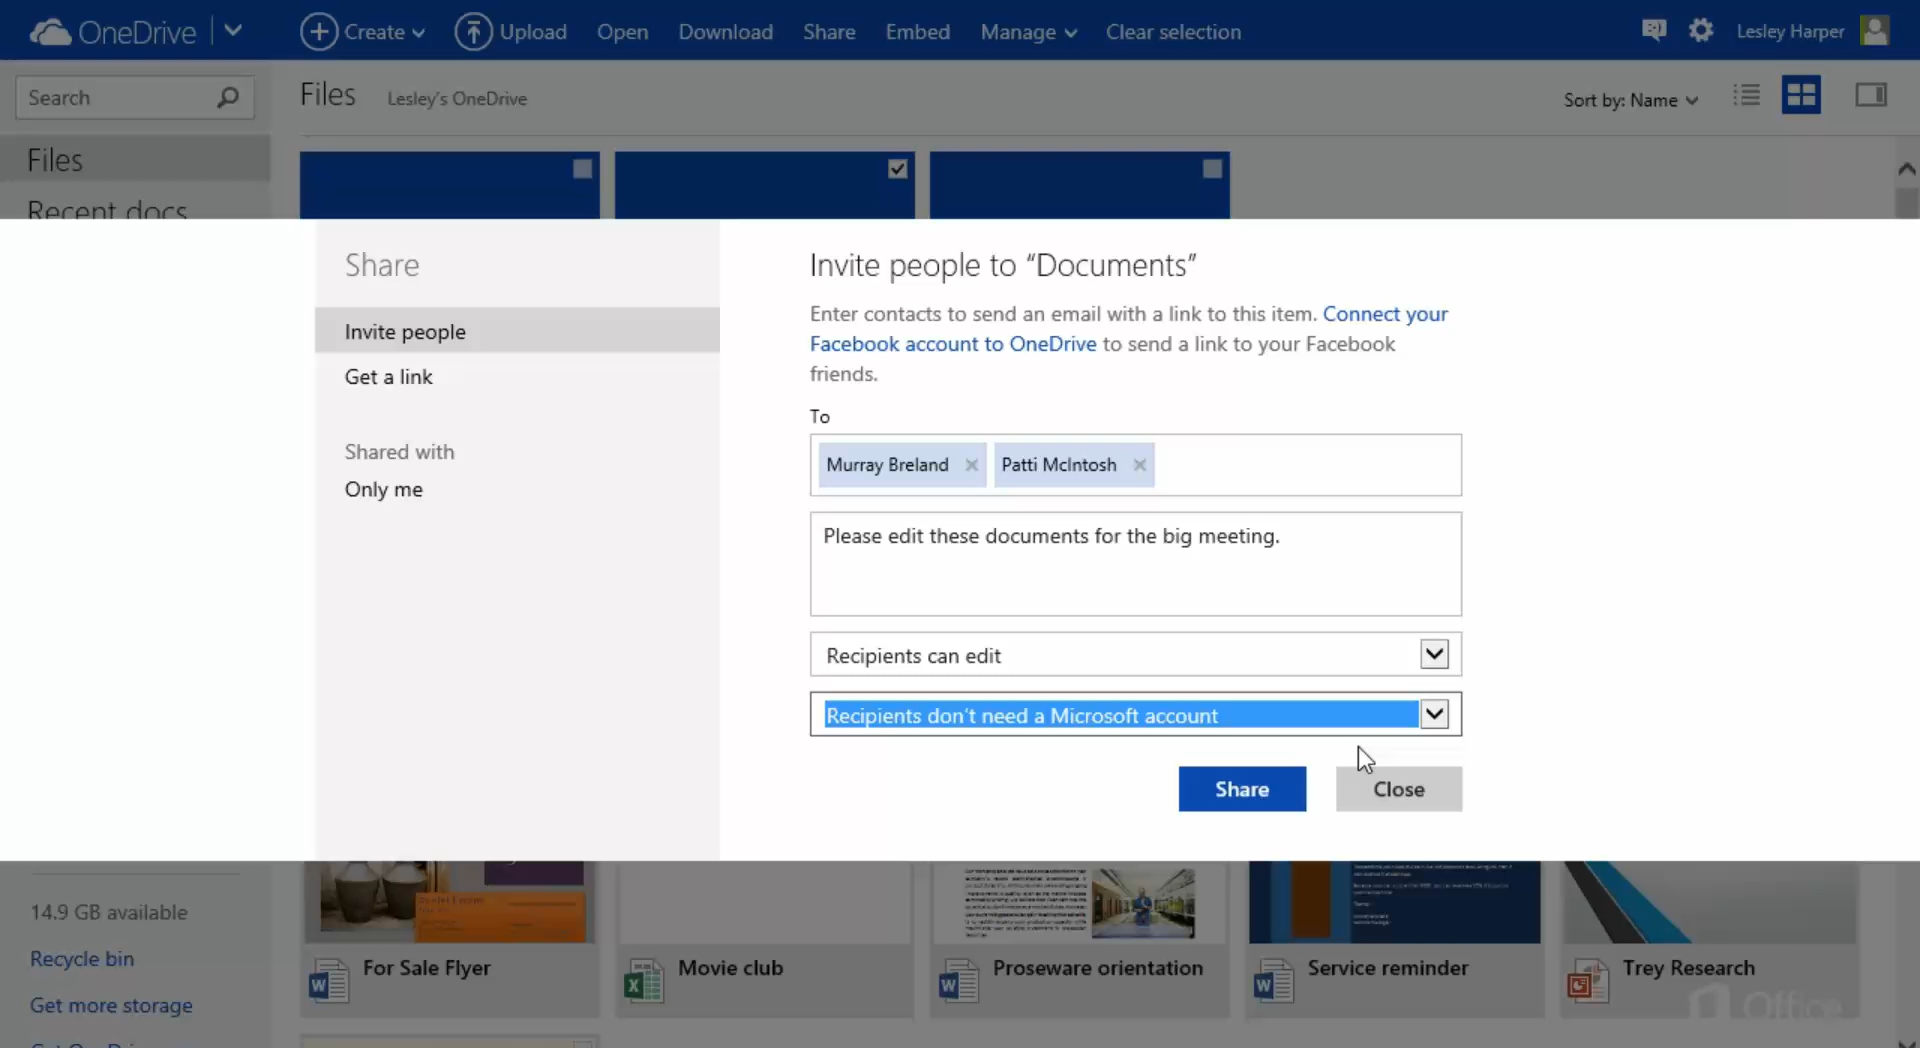 OneDrive
Create
Upload
Open
Download
Share
Embed
Manage
Clear selection
Lesley Harper
Search
Files
Lesley's OneDrive
Sort by: Name
Files
Recent docs
Share
Invite people
Get a link
Shared with
Only me
Invite people to “Documents”
Enter contacts to send an email with a link to this item. Connect your
Facebook account to OneDrive to send a link to your Facebook
friends.
To
Murray Breland
Patti McIntosh
Please edit these documents for the big meeting.
Recipients can edit
Recipients don't need a Microsoft account
Share
Close
14.9 GB available
Recycle bin
Get more storage
For Sale Flyer
Movie club
Proseware orientation
Service reminder
Trey Research
Office